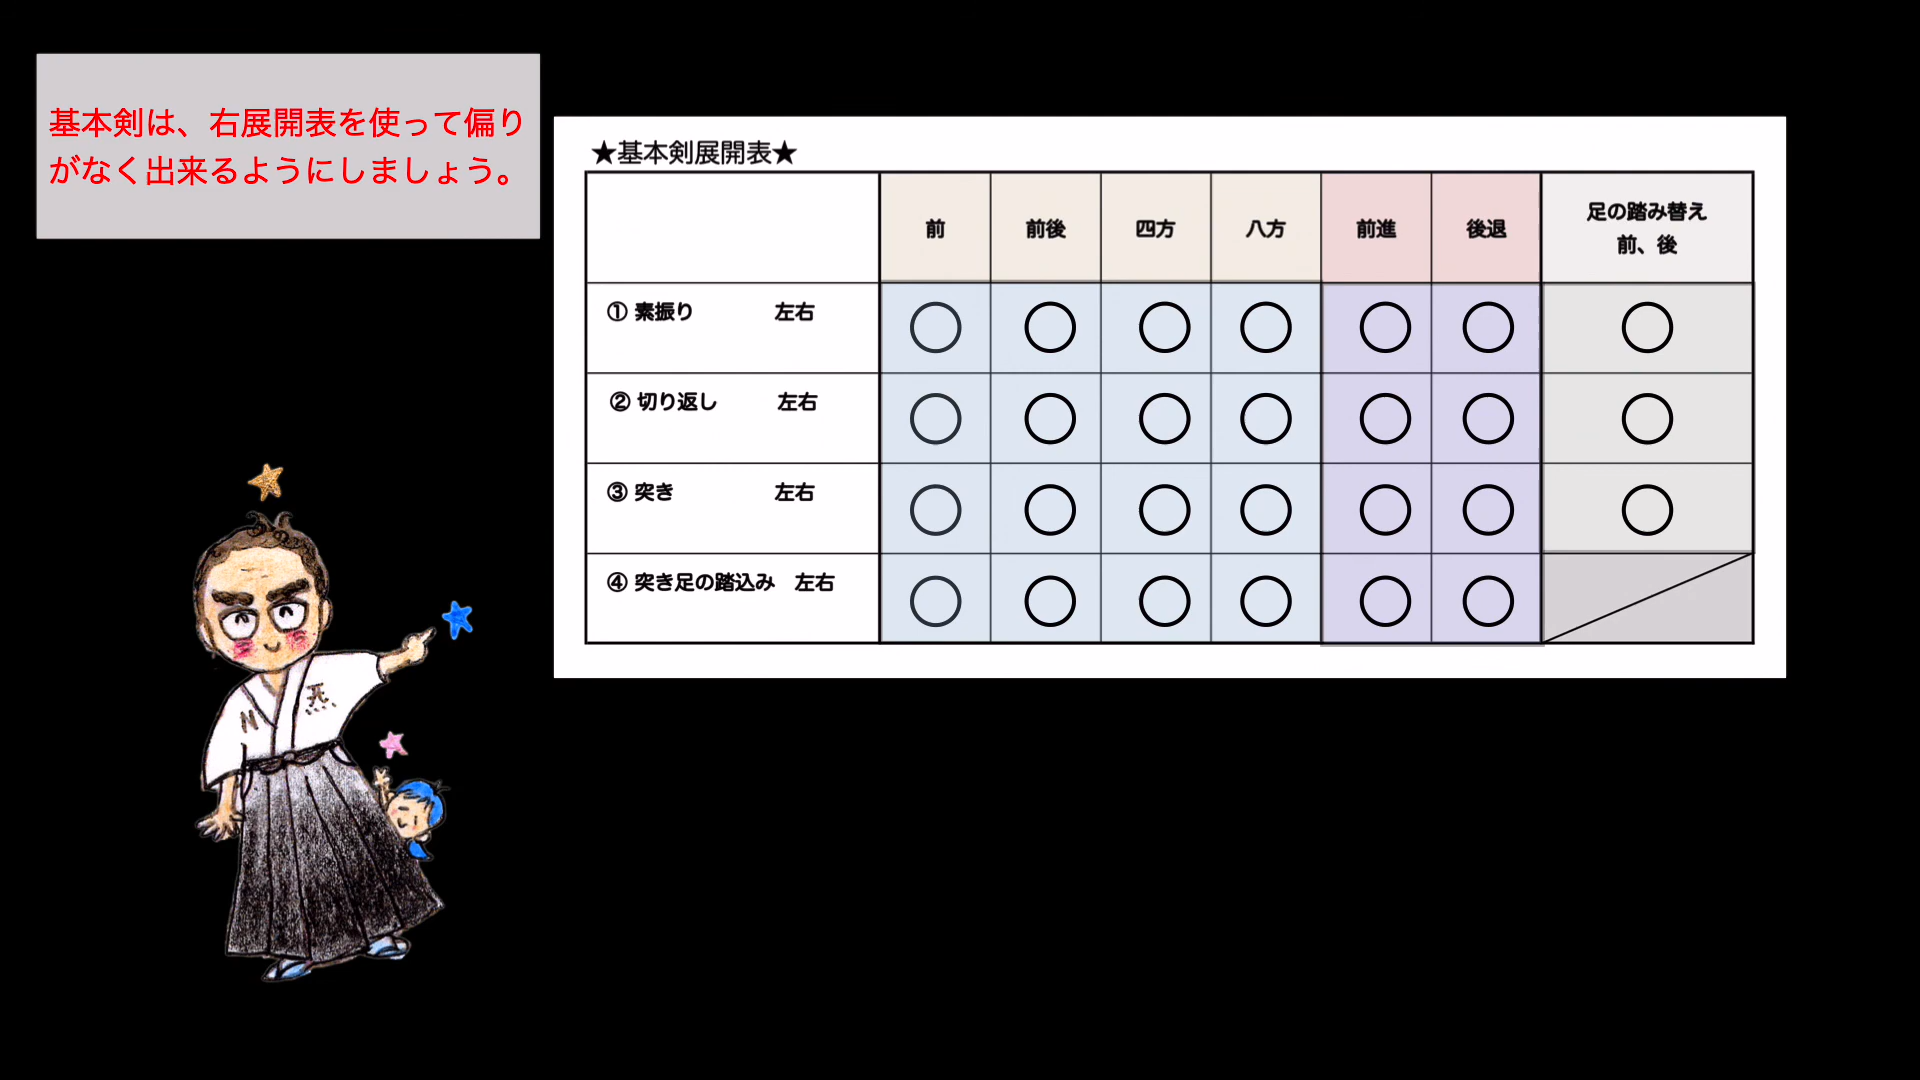 基本剣は、右展開表を使って偏り
がなく出来るようにしましょう。
★基本剣展開表★
前 前後 四方 八方 前進 後退 足の踏み替え
前、後
① 素振り 左右
② 切り返し 左右
③ 突き 左右
④ 突き足の踏込み 左右